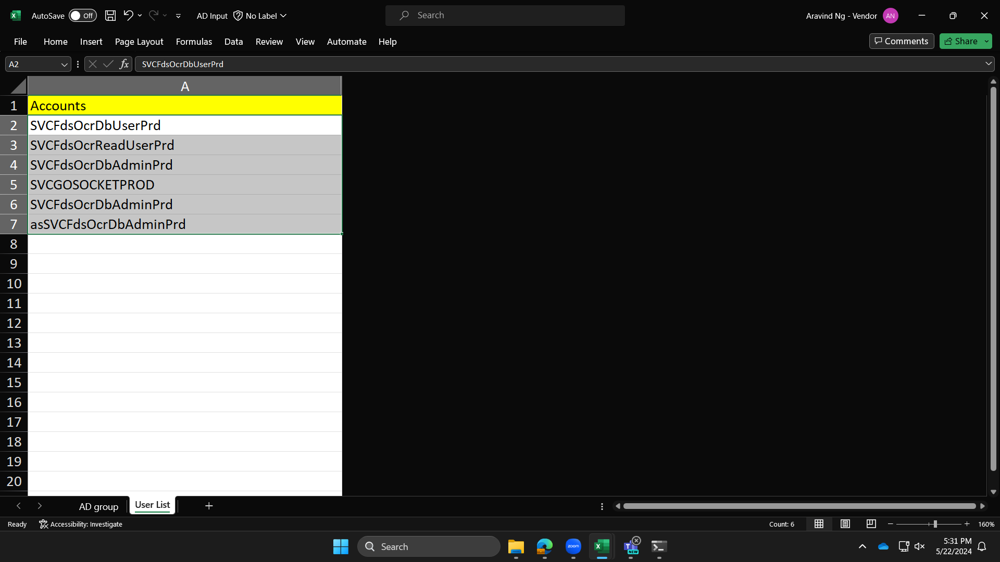 AutoSave Off AD Input No Label Search Aravind Ng - Vendor AN
File Home Insert Page Layout Formulas Data Review View Automate Help Comments Share
A2 fx SVCFdsOcrDbUserPrd
A
1 Accounts
2 SVCFdsOcrDbUserPrd
3 SVCFdsOcrReadUserPrd
4 SVCFdsOcrDbAdminPrd
5 SVCGOSOCKETPROD
6 SVCFdsOcrDbAdminPrd
7 asSVCFdsOcrDbAdminPrd
8
9
10
11
12
13
14
15
16
17
18
19
20
AD group User List
Ready Accessibility: Investigate Count: 6 160%
Search zoom T NEW 5:31 PM
5/22/2024